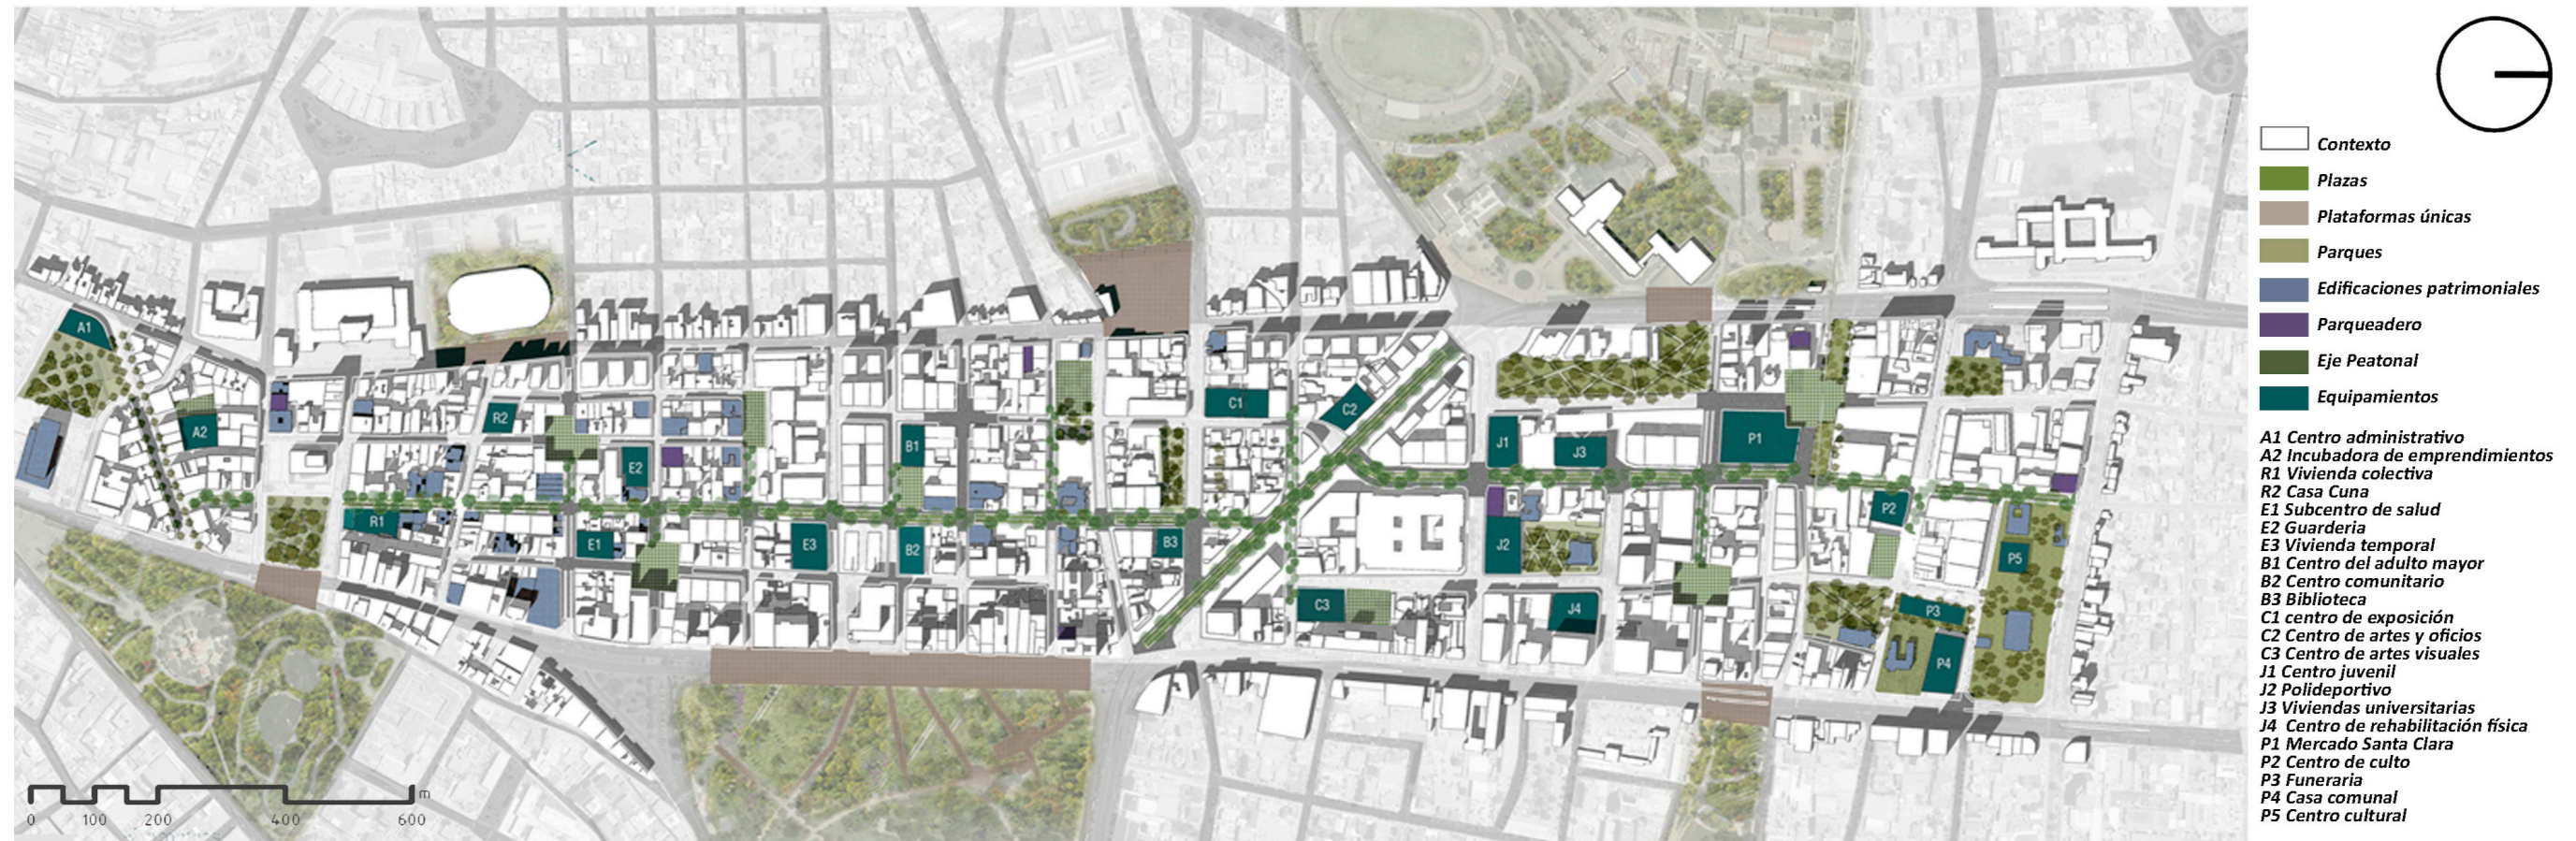 Contexto
Plazas
Plataformas únicas
Parques
Edificaciones patrimoniales
Parqueadero
Eje Peatonal
Equipamientos
A1 Centro administrativo
A2 Incubadora de emprendimientos
R1 Vivienda colectiva
R2 Casa Cuna
E1 Subcentro de salud
E2 Guarderia
E3 Vivienda temporal
B1 Centro del adulto mayor
B2 Centro comunitario
B3 Biblioteca
C1 centro de exposición
C2 Centro de artes y oficios
C3 Centro de artes visuales
J1 Centro juvenil
J2 Polideportivo
J3 Viviendas universitarias
J4 Centro de rehabilitación física
P1 Mercado Santa Clara
P2 Centro de culto
P3 Funeraria
P4 Casa comunal
P5 Centro cultural
A1
A2
R2
R1
E2
E1
E3
B1
B2
B3
C1
C2
C3
J1
J3
J2
J4
P1
P2
P5
P3
P4
m
0 100 200 400 600